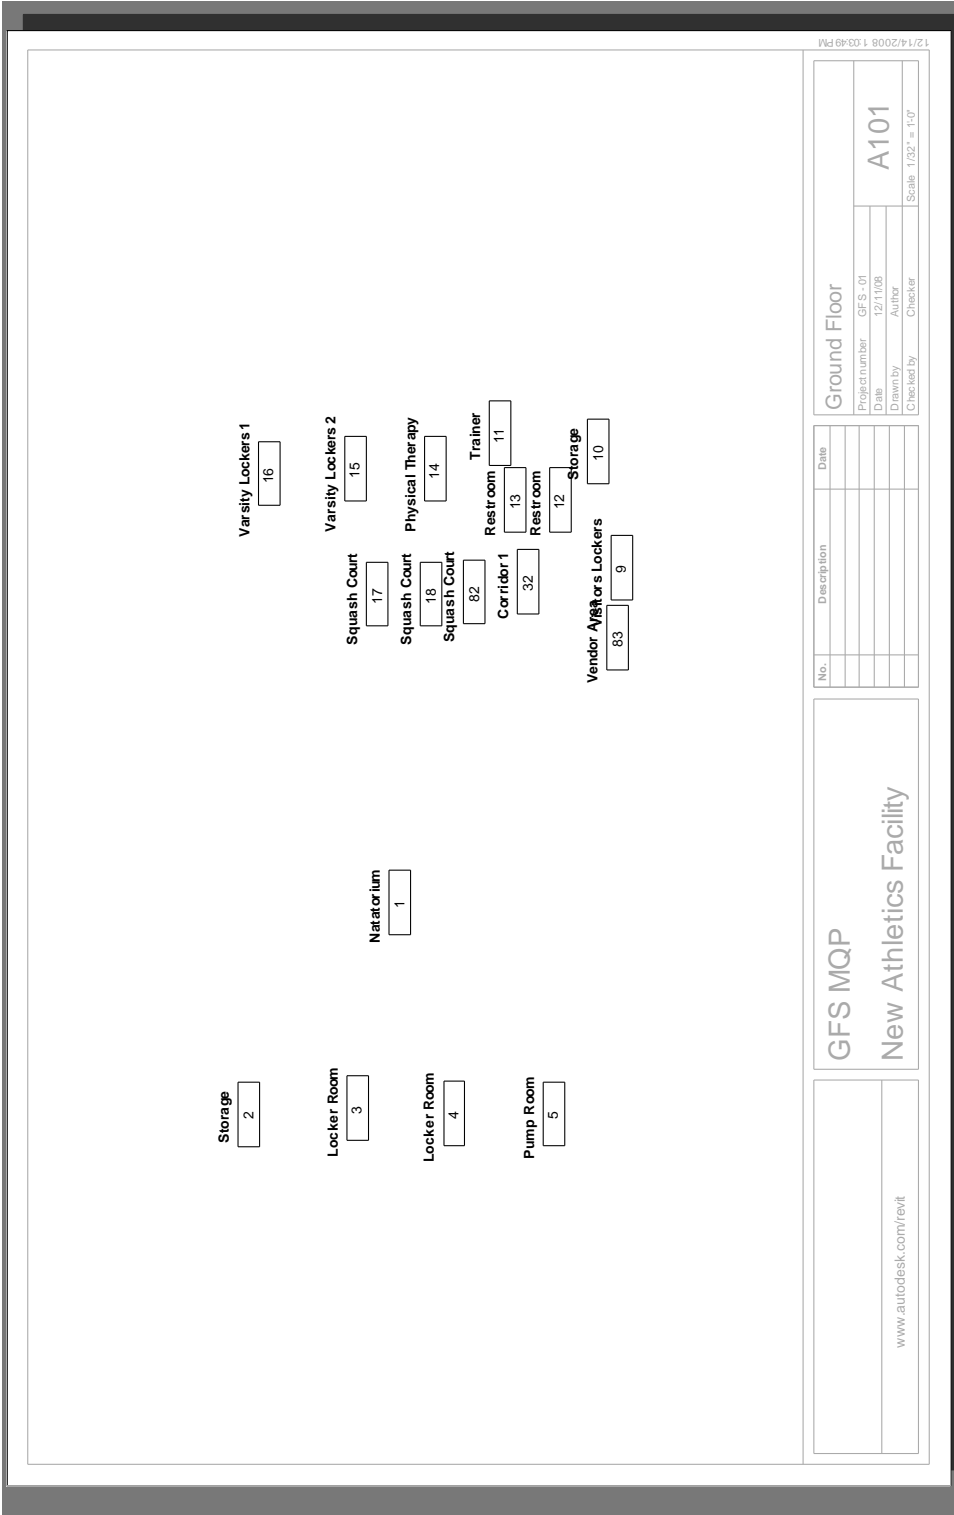 12/14/2008 1:03:49 PM
Varsity Lockers 1
16
Varsity Lockers 2
15
Physical Therapy
14
Trainer
11
Restroom
13
Restroom
12
Storage
10
Squash Court
17
Squash Court
18
Squash Court
82
Corridor 1
32
Visitors Lockers
9
Vendor Area
83
Natatorium
1
Storage
2
Locker Room
3
Locker Room
4
Pump Room
5
www.autodesk.com/revit
GFS MQP
New Athletics Facility
No. Description Date
Ground Floor
Project number GFS - 01
Date 12/11/08
Drawn by Author
Checked by Checker
A101
Scale 1/32" = 1'-0"